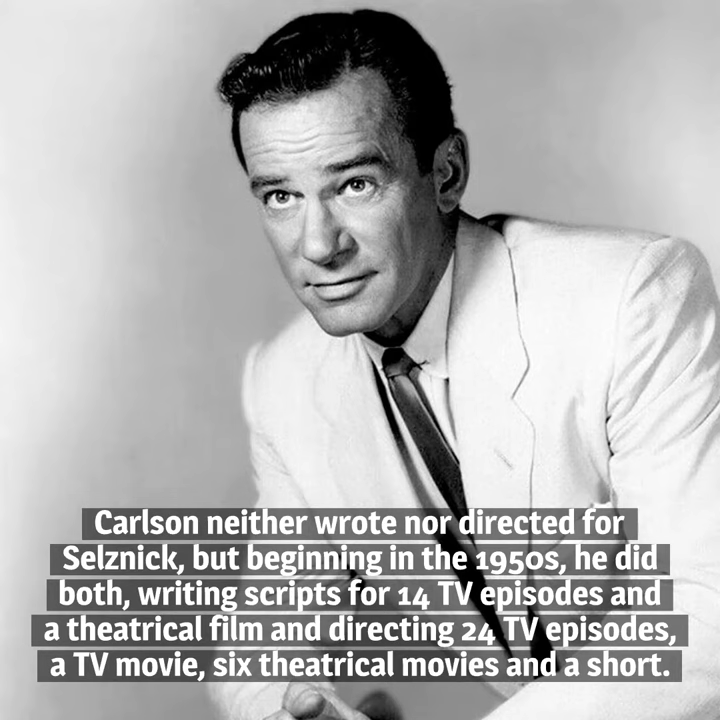 Carlson neither wrote nor directed for
Selznick, but beginning in the 1950s, he did
both, writing scripts for 14 TV episodes and
a theatrical film and directing 24 TV episodes,
a TV movie, six theatrical movies and a short.